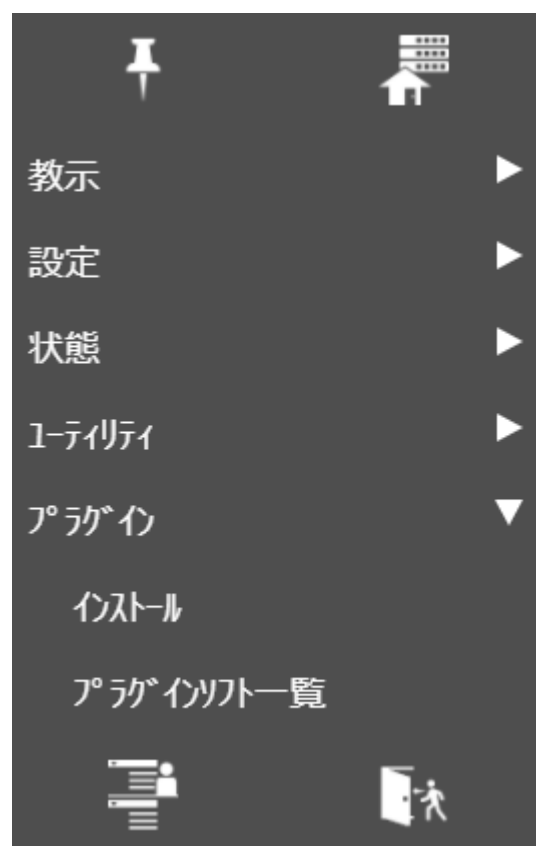 教示
設定
状態
ﾕｰﾃｨﾘﾃｨ
ﾌﾟﾗｸﾞｲﾝ
ｲﾝｽﾄｰﾙ
ﾌﾟﾗｸﾞｲﾝｿﾌﾄ一覧